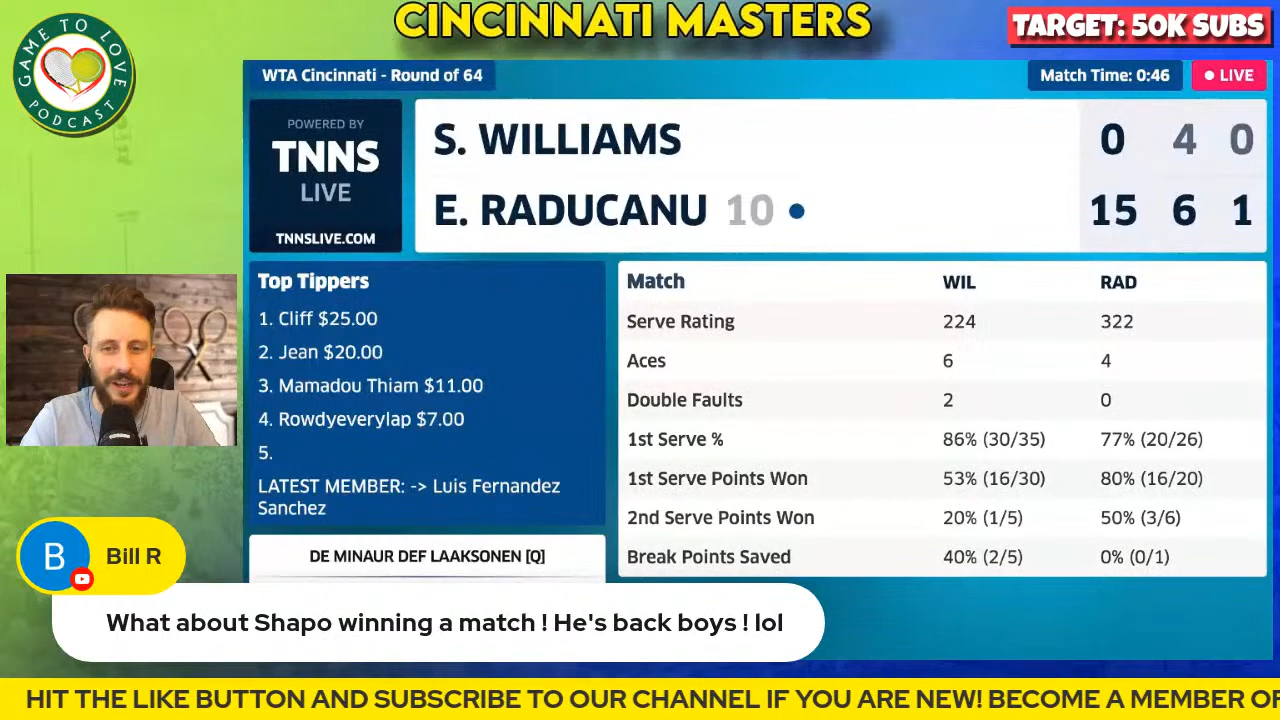 GAME TO LOVE
PODCAST
CINCINNATI MASTERS
TARGET: 50K SUBS
WTA Cincinnati - Round of 64
Match Time: 0:46
LIVE
POWERED BY
TNNS
LIVE
TNNSLIVE.COM
S. WILLIAMS 0 4 0
E. RADUCANU 10 15 6 1
Top Tippers
1. Cliff $25.00
2. Jean $20.00
3. Mamadou Thiam $11.00
4. Rowdyeverylap $7.00
5.
LATEST MEMBER: -> Luis Fernandez
Sanchez
DE MINAUR DEF LAAKSONEN [Q]
Match WIL RAD
Serve Rating 224 322
Aces 6 4
Double Faults 2 0
1st Serve % 86% (30/35) 77% (20/26)
1st Serve Points Won 53% (16/30) 80% (16/20)
2nd Serve Points Won 20% (1/5) 50% (3/6)
Break Points Saved 40% (2/5) 0% (0/1)
B Bill R
What about Shapo winning a match ! He's back boys ! lol
HIT THE LIKE BUTTON AND SUBSCRIBE TO OUR CHANNEL IF YOU ARE NEW! BECOME A MEMBER OF